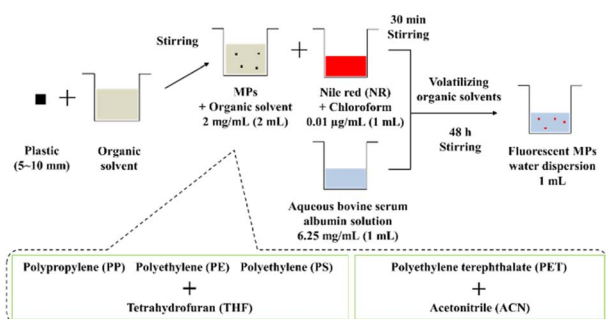 30 min
Stirring
Stirring
MPs
+ Organic solvent
2 mg/mL (2 mL)
Nile red (NR)
+ Chloroform
0.01 μg/mL (1 mL)
Volatilizing
organic solvents
48 h
Stirring
Plastic
(5~10 mm)
Organic
solvent
Fluorescent MPs
water dispersion
1 mL
Aqueous bovine serum
albumin solution
6.25 mg/mL (1 mL)
Polypropylene (PP) Polyethylene (PE) Polyethylene (PS)
+
Tetrahydrofuran (THF)
Polyethylene terephthalate (PET)
+
Acetonitrile (ACN)